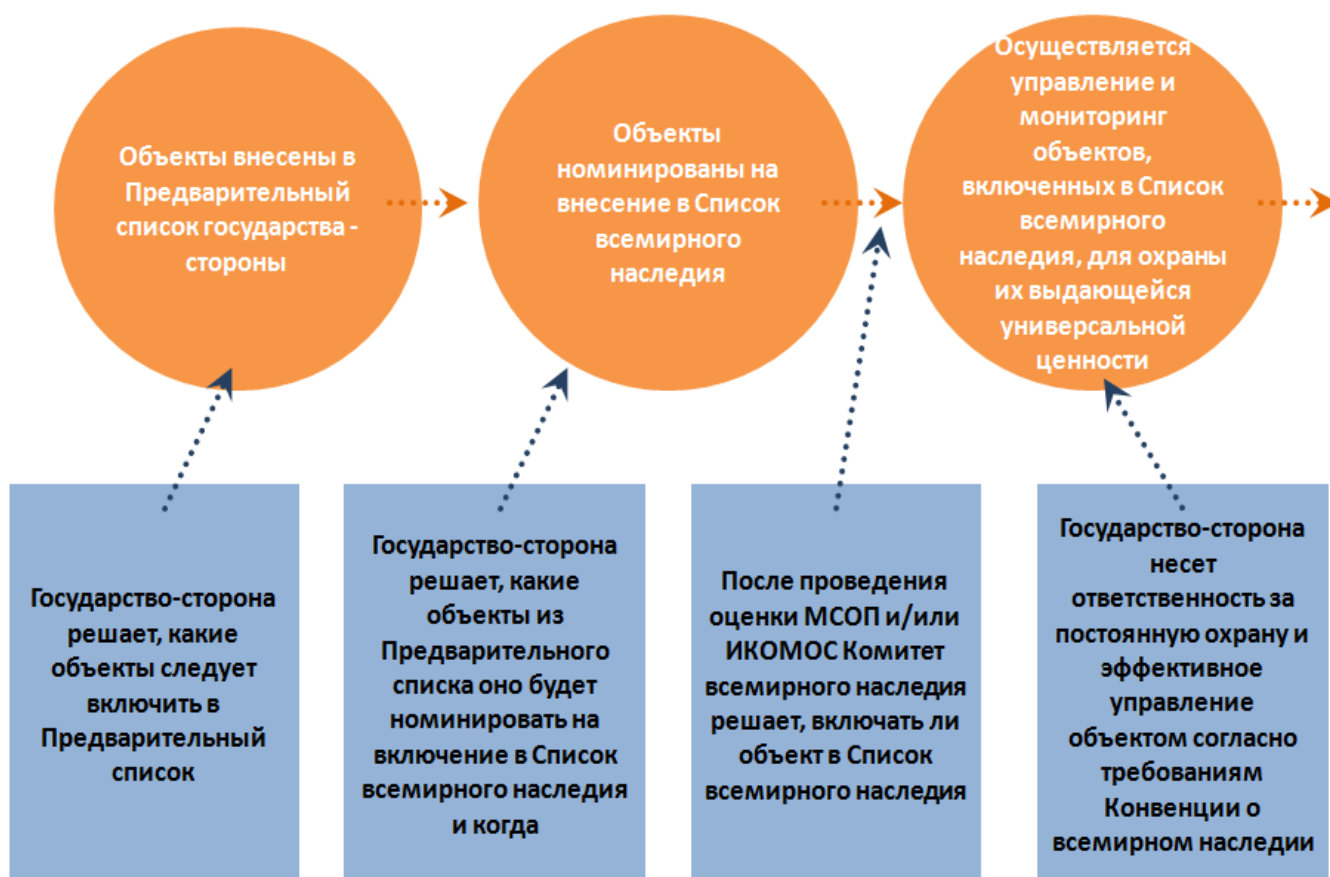 Объекты внесены в
Предварительный
список государства -
стороны
Объекты
номинированы на
внесение в Список
всемирного
наследия
Осуществляется
управление и
мониторинг
объектов,
включенных в Список
всемирного
наследия, для охраны
их выдающейся
универсальной
ценности
Государство-сторона
решает, какие
объекты следует
включить в
Предварительный
список
Государство-сторона
решает, какие
объекты из
Предварительного
списка оно будет
номинировать на
включение в Список
всемирного наследия
и когда
После проведения
оценки МСОП и/или
ИКОМОС Комитет
всемирного наследия
решает, включать ли
объект в Список
всемирного наследия
Государство-сторона
несет
ответственность за
постоянную охрану и
эффективное
управление
объектом согласно
требованиям
Конвенции о
всемирном наследии